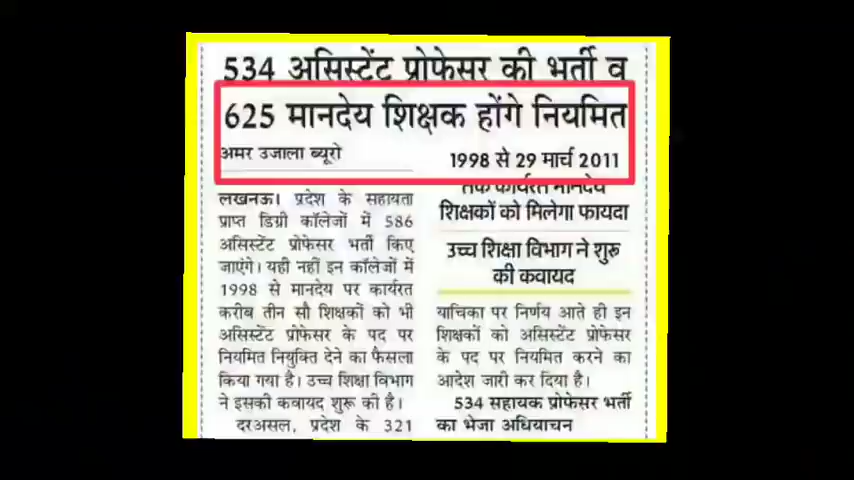 534 असिस्टेंट प्रोफेसर की भर्ती व
625 मानदेय शिक्षक होंगे नियमित
अमर उजाला ब्यूरो
1998 से 29 मार्च 2011
तक कार्यरत मानदेय
शिक्षकों को मिलेगा फायदा
उच्च शिक्षा विभाग ने शुरू
की कवायद
लखनऊ। प्रदेश के सहायता
प्राप्त डिग्री कॉलेजों में 586
असिस्टेंट प्रोफेसर भर्ती किए
जाएंगे। यही नहीं इन कॉलेजों में
1998 से मानदेय पर कार्यरत
करीब तीन सौ शिक्षकों को भी
असिस्टेंट प्रोफेसर के पद पर
नियमित नियुक्ति देने का फैसला
किया गया है। उच्च शिक्षा विभाग
ने इसकी कवायद शुरू की है।
दरअसल, प्रदेश के 321
याचिका पर निर्णय आते ही इन
शिक्षकों को असिस्टेंट प्रोफेसर
के पद पर नियमित करने का
आदेश जारी कर दिया है।
534 सहायक प्रोफेसर भर्ती
का भेजा अधियाचन